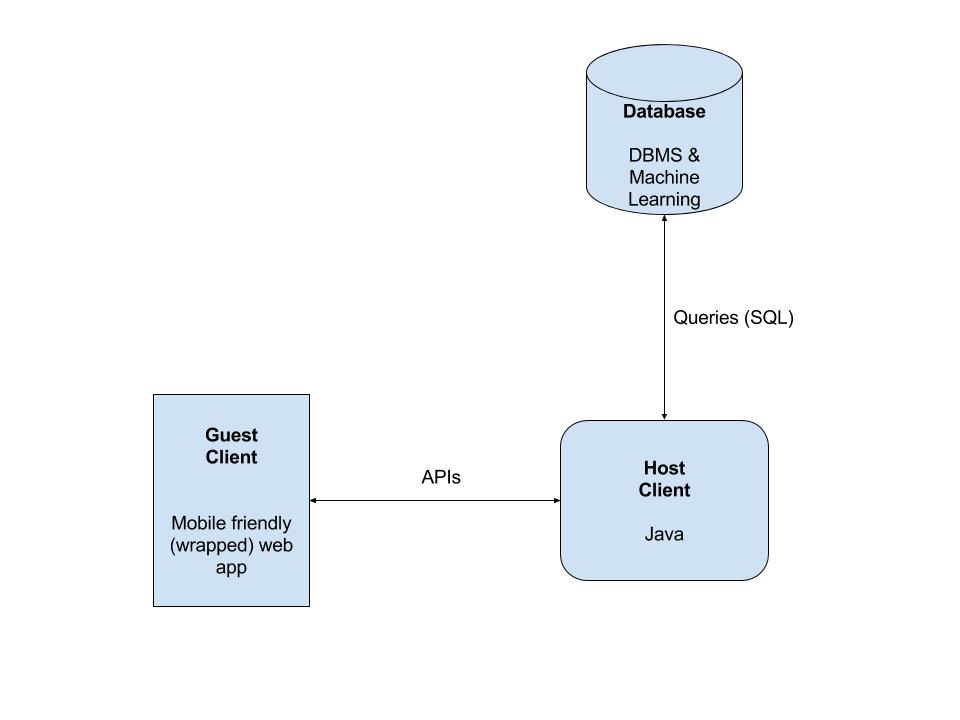 Database
DBMS &
Machine
Learning
Queries (SQL)
Guest
Client
Mobile friendly
(wrapped) web
app
APIs
Host
Client
Java